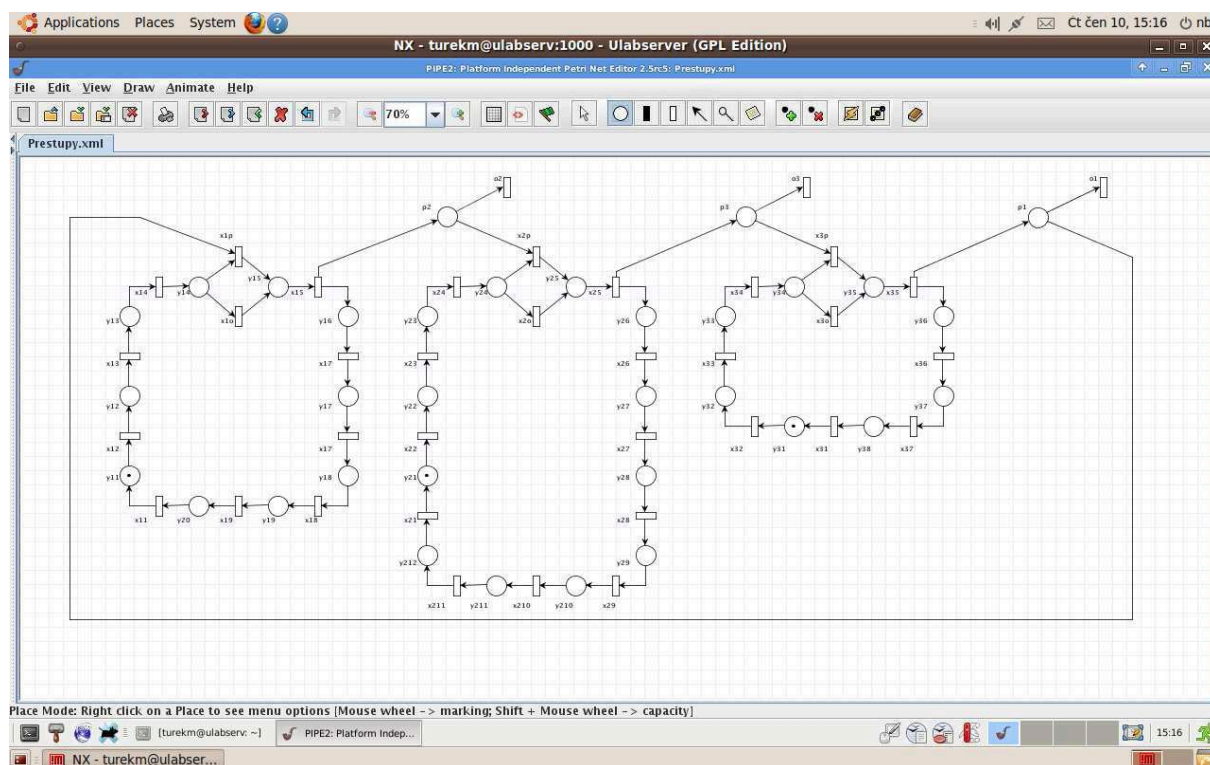 Applications Places System Čt čen 10, 15:16 nb
NX - turekm@ulabserv:1000 - Ulabserver (GPL Edition)
PIPE2: Platform Independent Petri Net Editor 2.5rc5: Prestupy.xml
File Edit View Draw Animate Help
70%
Prestupy.xml
o2 o3 o1
p2 p3 p1
x1p x2p x3p
y15 y25
x14 y14 x15 x24 y24 x25 x34 y34 y35 x35
y13 x1o y16 y23 x2o y26 y33 x3o y36
x13 x17 x23 x26 x33 x36
y12 y17 y22 y27 y32 y37
x12 x17 x22 x27 x32 y31 x31 y38 x37
y11 y18 y21 y28
x11 y20 x19 y19 x18 x21 x28
y212 y29
x211 y211 x210 y210 x29
Place Mode: Right click on a Place to see menu options [Mouse wheel -> marking; Shift + Mouse wheel -> capacity]
[turekm@ulabserv: ~] PIPE2: Platform Indep... 15:16
NX - turekm@ulabser...